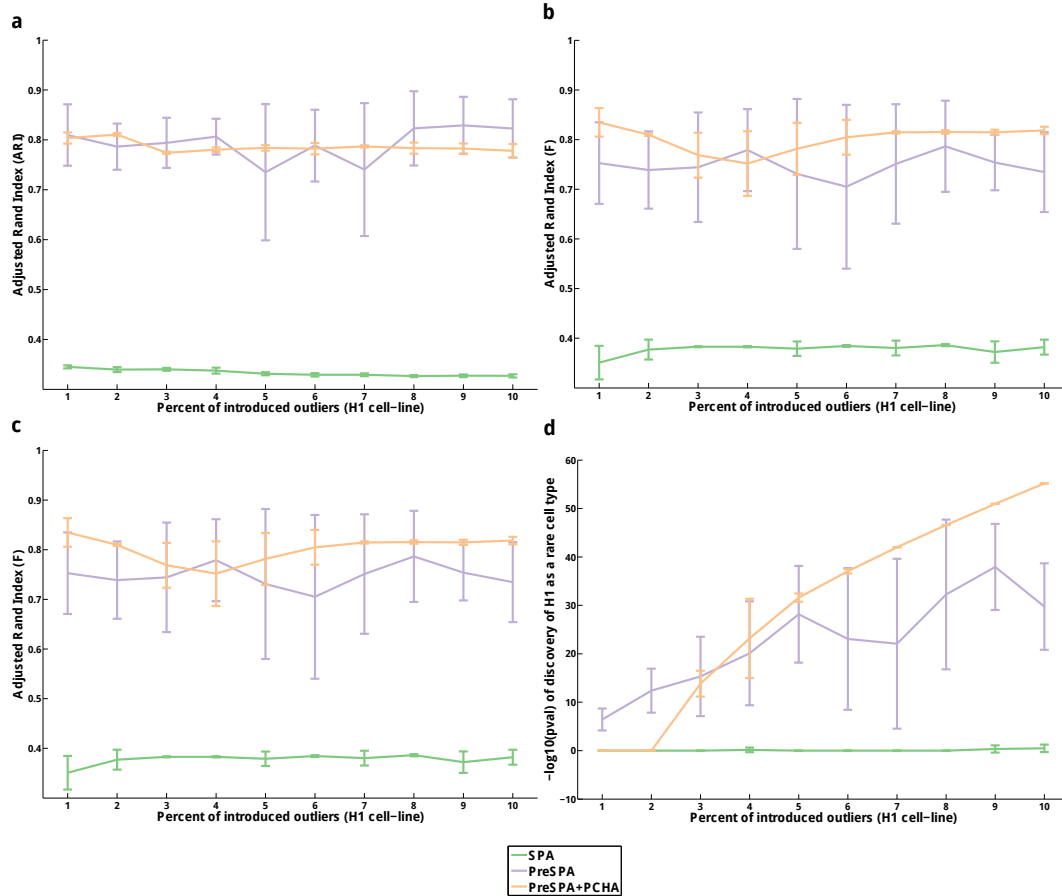 a
1
0.9
0.8
0.7
0.6
0.5
0.4
Adjusted Rand Index (ARI)
1 2 3 4 5 6 7 8 9 10
Percent of introduced outliers (H1 cell−line)
b
1
0.9
0.8
0.7
0.6
0.5
0.4
Adjusted Rand Index (F)
1 2 3 4 5 6 7 8 9 10
Percent of introduced outliers (H1 cell−line)
c
1
0.9
0.8
0.7
0.6
0.5
0.4
Adjusted Rand Index (F)
1 2 3 4 5 6 7 8 9 10
Percent of introduced outliers (H1 cell−line)
d
60
50
40
30
20
10
0
−10
−log10(pval) of discovery of H1 as a rare cell type
1 2 3 4 5 6 7 8 9 10
Percent of introduced outliers (H1 cell−line)
SPA
PreSPA
PreSPA+PCHA